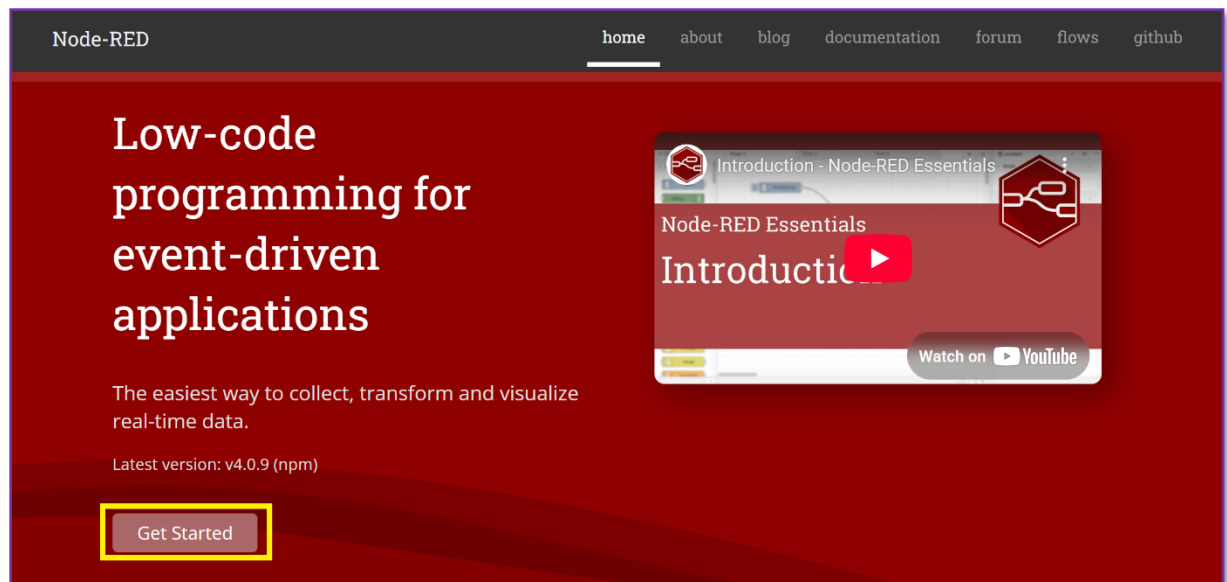 Node-RED
home about blog documentation forum flows github
Low-code
programming for
event-driven
applications
The easiest way to collect, transform and visualize
real-time data.
Latest version: v4.0.9 (npm)
Get Started
Introduction - Node-RED Essentials
Node-RED Essentials
Introduction
Watch on YouTube